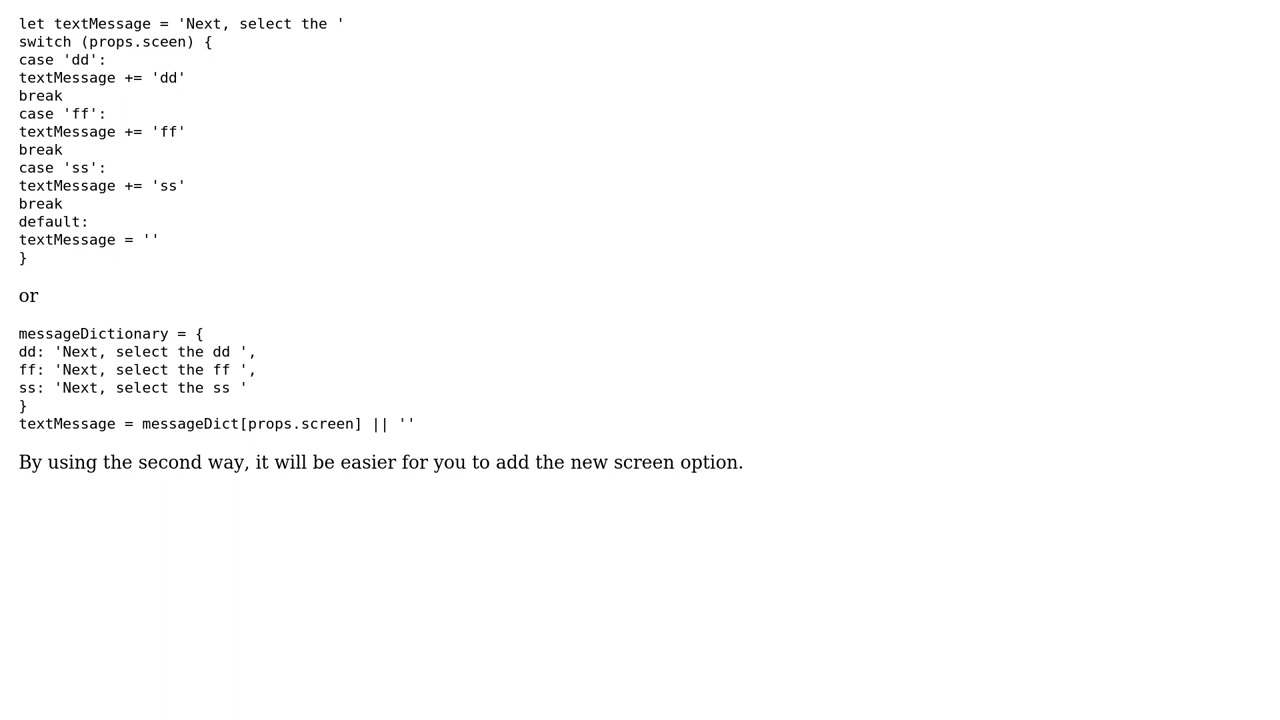 let textMessage = 'Next, select the '
switch (props.sceen) {
case 'dd':
textMessage += 'dd'
break
case 'ff':
textMessage += 'ff'
break
case 'ss':
textMessage += 'ss'
break
default:
textMessage = ''
}
or
messageDictionary = {
dd: 'Next, select the dd ',
ff: 'Next, select the ff ',
ss: 'Next, select the ss '
}
textMessage = messageDict[props.screen] || ''
By using the second way, it will be easier for you to add the new screen option.